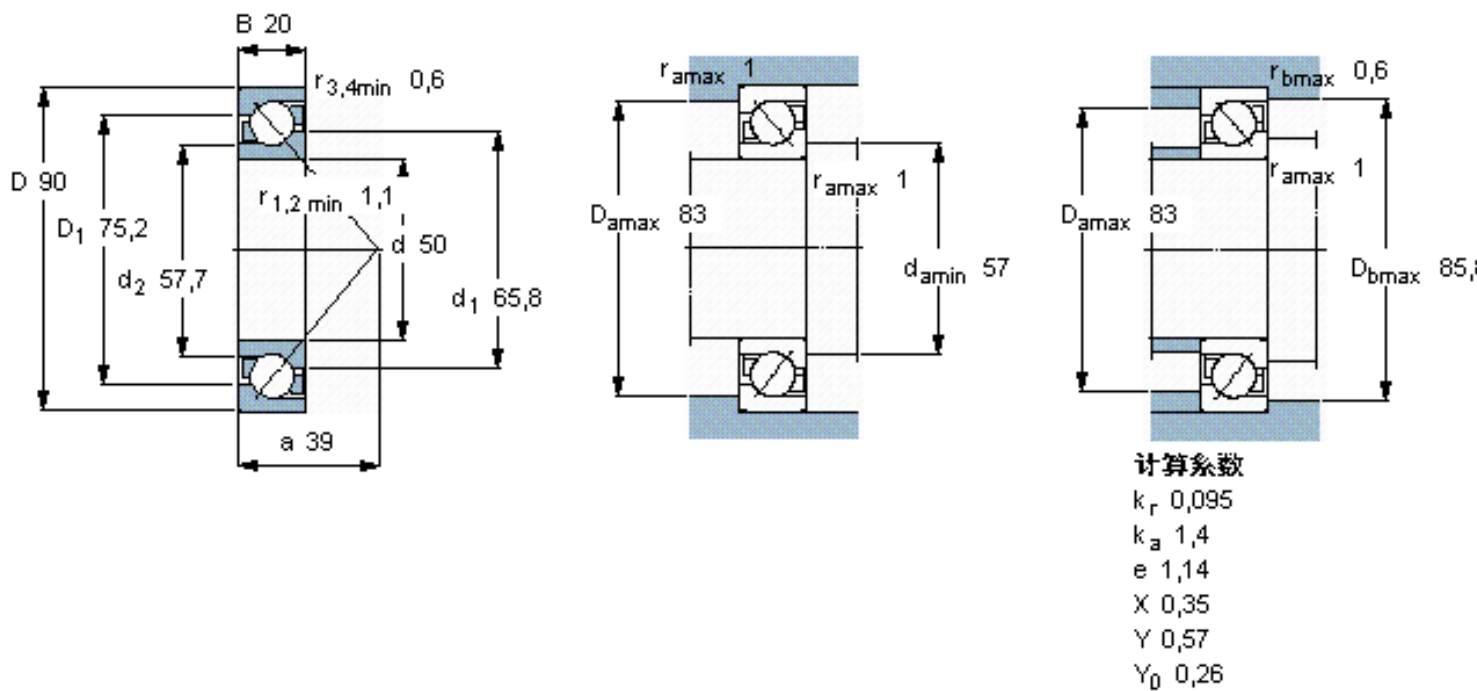 B 20
r3,4min 0,6
D 90
D1 75,2
d2 57,7
r1,2 min 1,1
d 50
d1 65,8
a 39
ramax 1
ramax 1
Damax 83
damin 57
rbmax 0,6
ramax 1
Damax 83
Dbmax 85,8
计算系数
kr 0,095
ka 1,4
e 1,14
X 0,35
Y 0,57
Y0 0,26